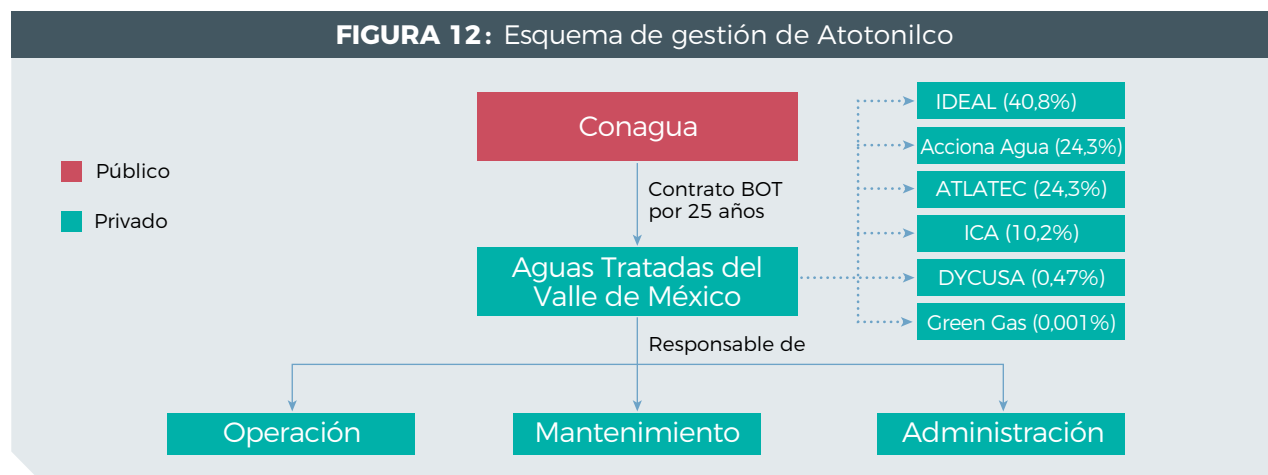 FIGURA 12: Esquema de gestión de Atotonilco
Público
Privado
Conagua
Contrato BOT
por 25 años
Aguas Tratadas del
Valle de México
IDEAL (40,8%)
Acciona Agua (24,3%)
ATLATEC (24,3%)
ICA (10,2%)
DYCUSA (0,47%)
Green Gas (0,001%)
Responsable de
Operación
Mantenimiento
Administración